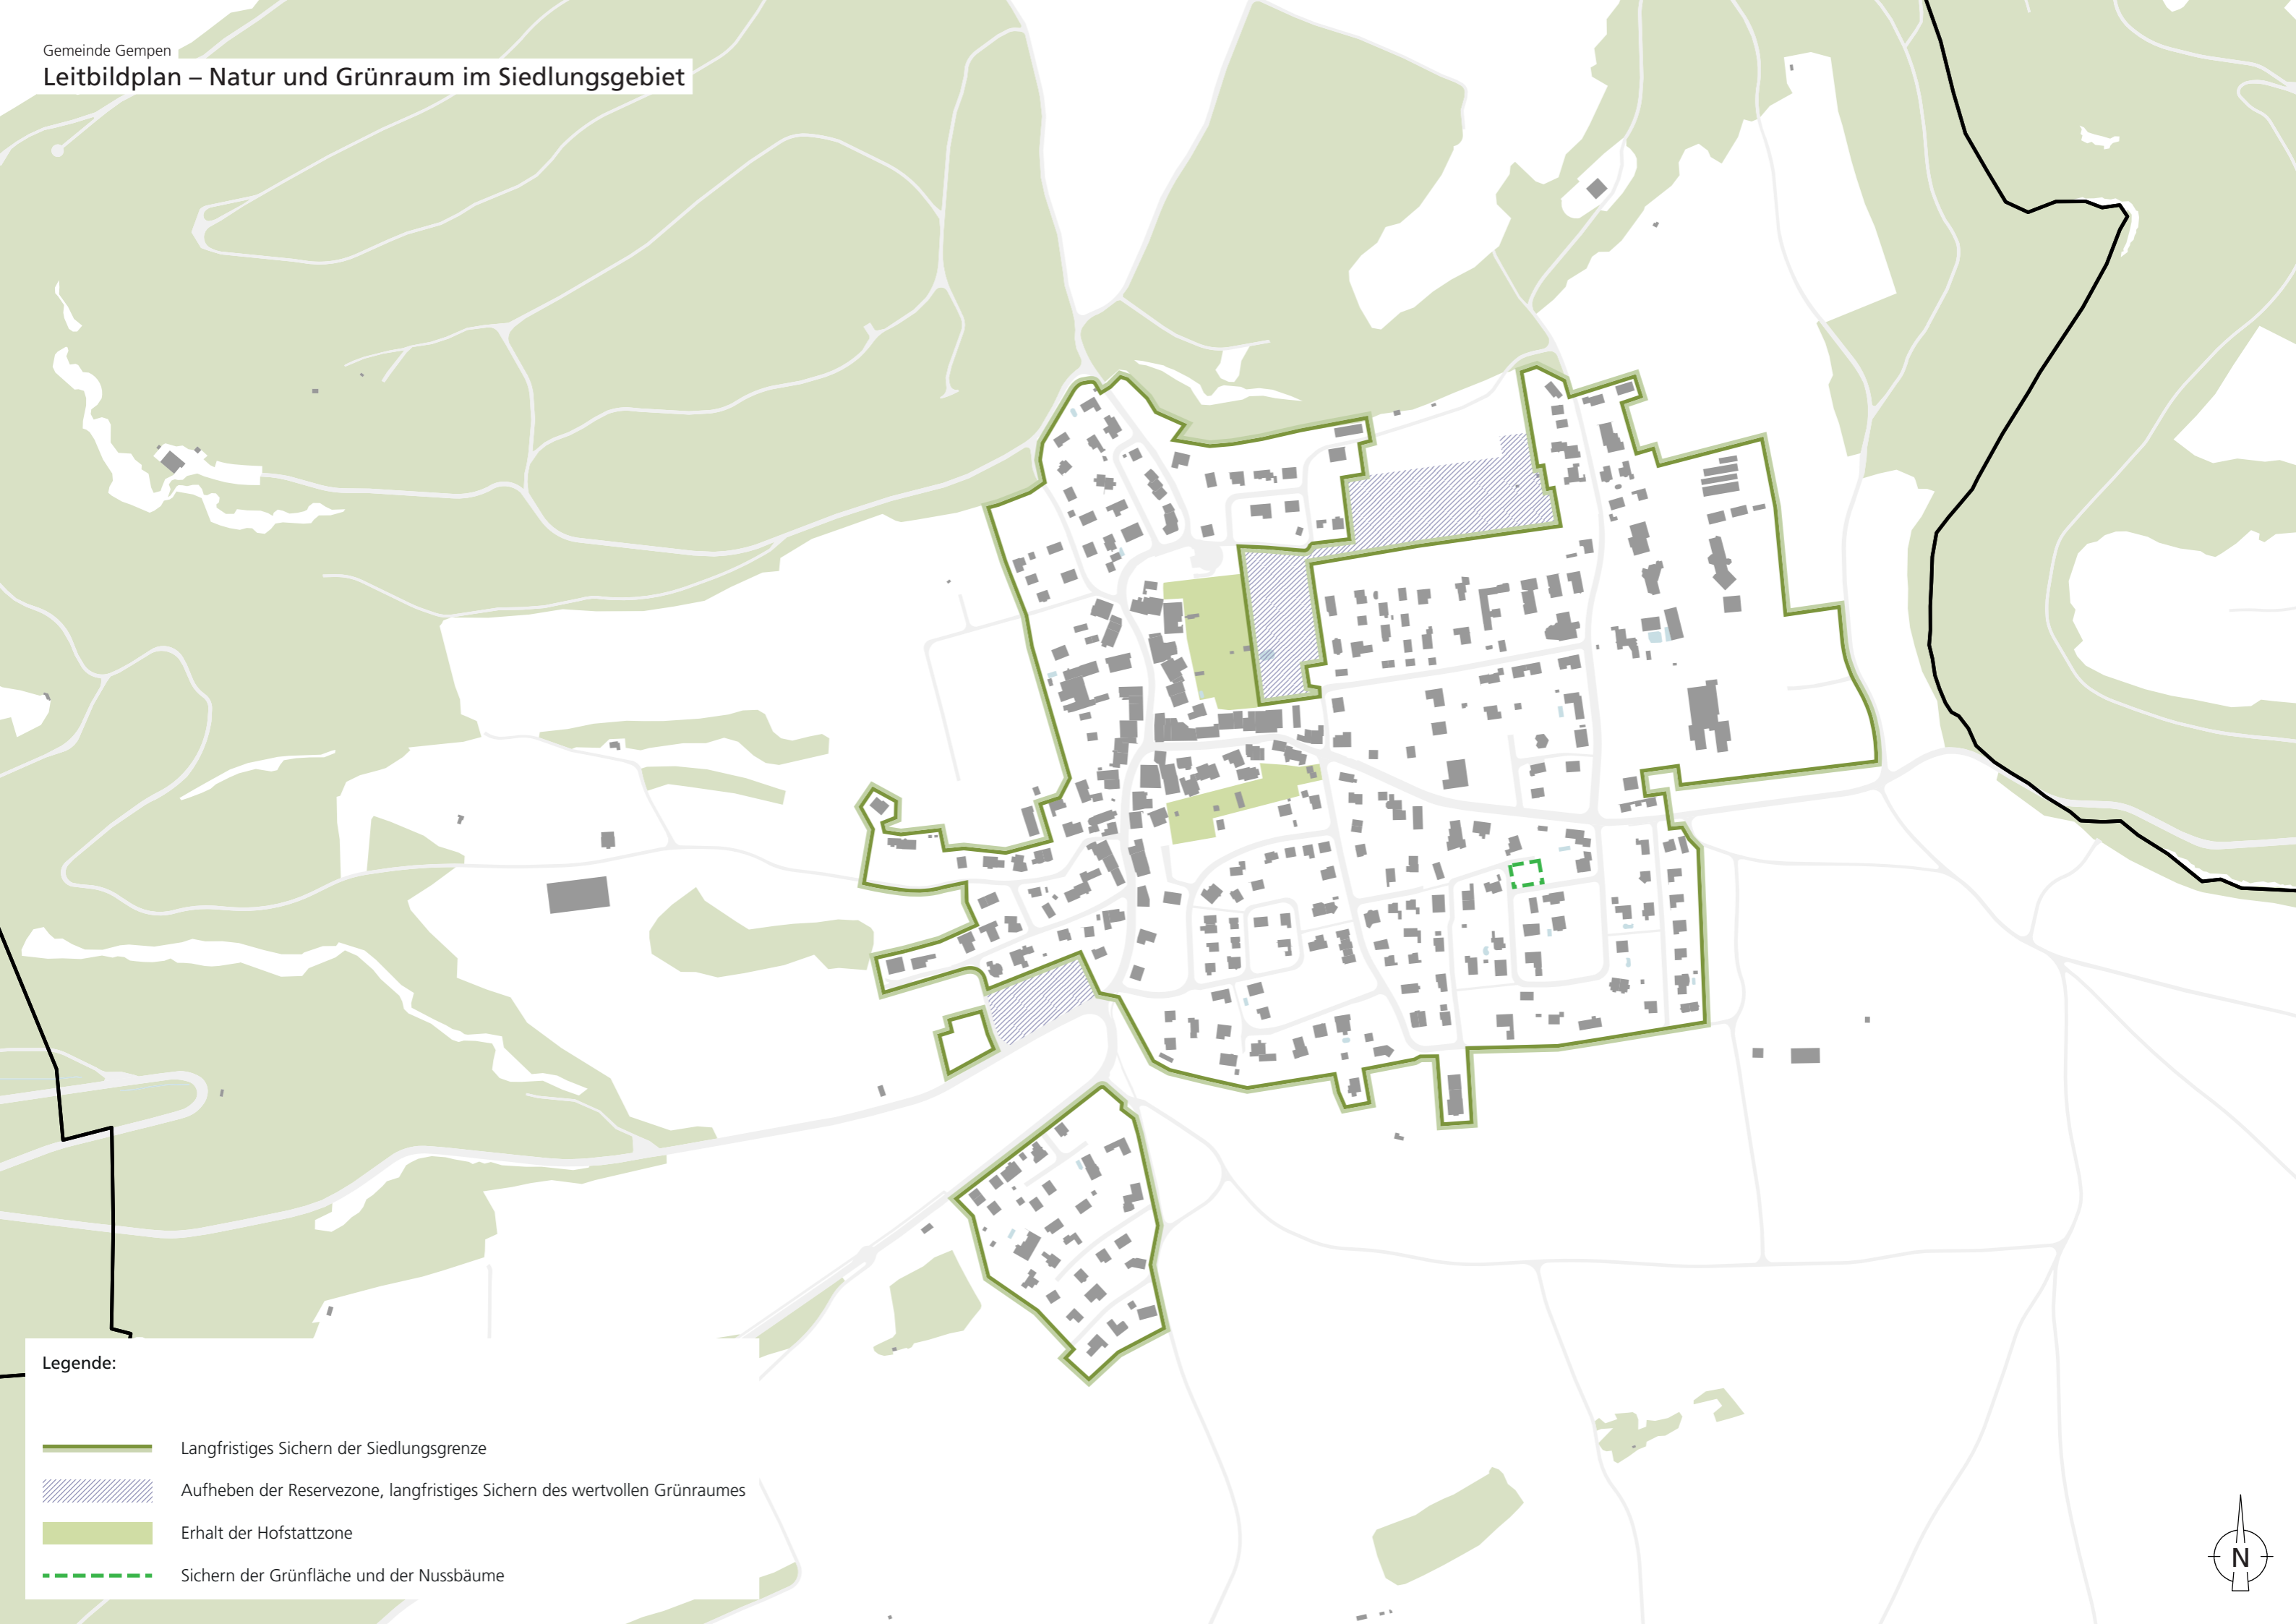 Gemeinde Gempen
Leitbildplan – Natur und Grünraum im Siedlungsgebiet
Legende:
Langfristiges Sichern der Siedlungsgrenze
Aufheben der Reservezone, langfristiges Sichern des wertvollen Grünraumes
Erhalt der Hofstattzone
Sichern der Grünfläche und der Nussbäume
N